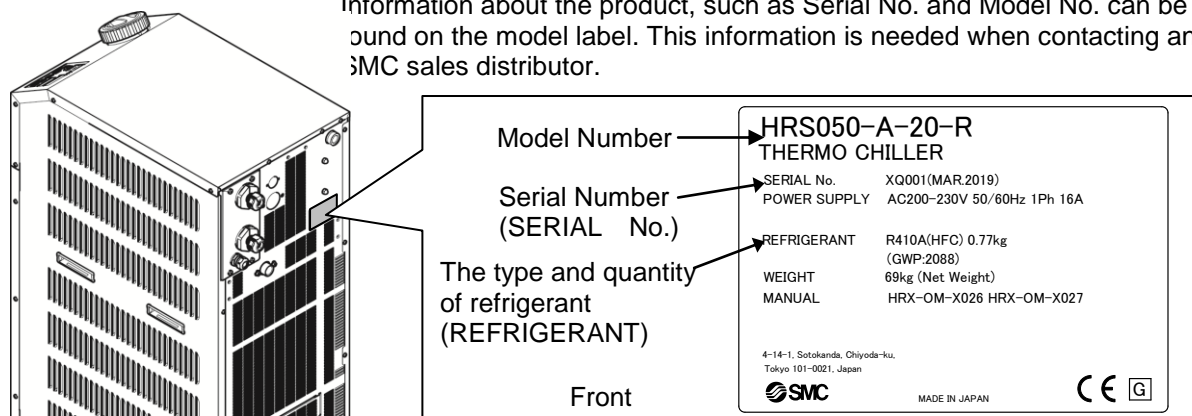 Information about the product, such as Serial No. and Model No. can be
ound on the model label. This information is needed when contacting an
SMC sales distributor.
Model Number
Serial Number
(SERIAL No.)
The type and quantity
of refrigerant
(REFRIGERANT)
Front
HRS050-A-20-R
THERMO CHILLER
SERIAL No. XQ001(MAR.2019)
POWER SUPPLY AC200-230V 50/60Hz 1Ph 16A
REFRIGERANT R410A(HFC) 0.77kg
(GWP:2088)
WEIGHT 69kg (Net Weight)
MANUAL HRX-OM-X026 HRX-OM-X027
4-14-1, Sotokanda, Chiyoda-ku,
Tokyo 101-0021, Japan
SMC MADE IN JAPAN CE G